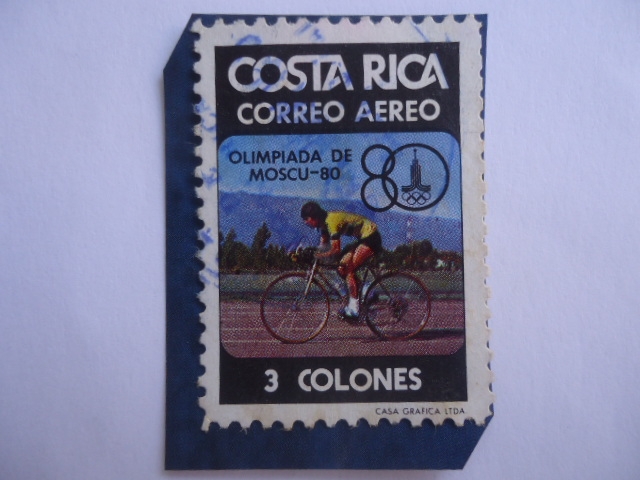 COSTA RICA
CORREO AEREO
OLIMPIADA DE
MOSCU-80
80
3 COLONES
CASA GRAFICA LTDA.